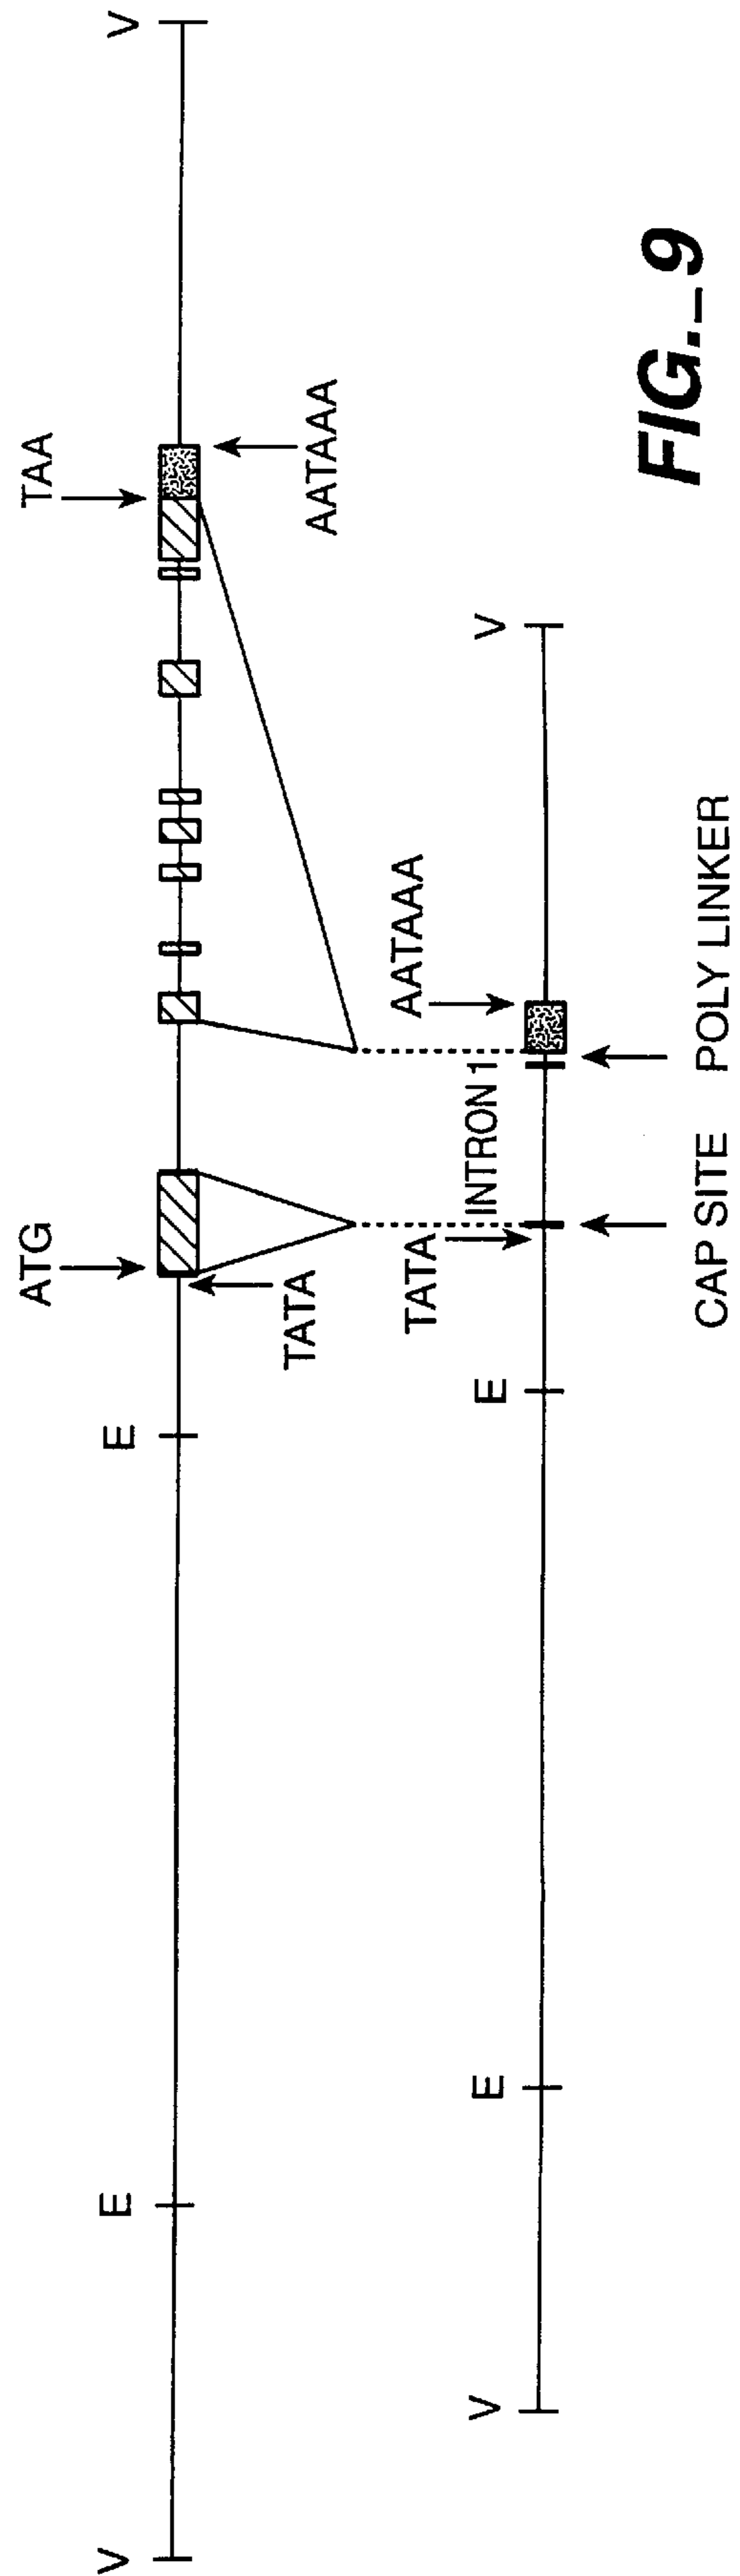 ATG TAA
V E E V
TATA AATAAA
TATA AATAAA
V E E INTRON 1 V
CAP SITE POLY LINKER
FIG._9